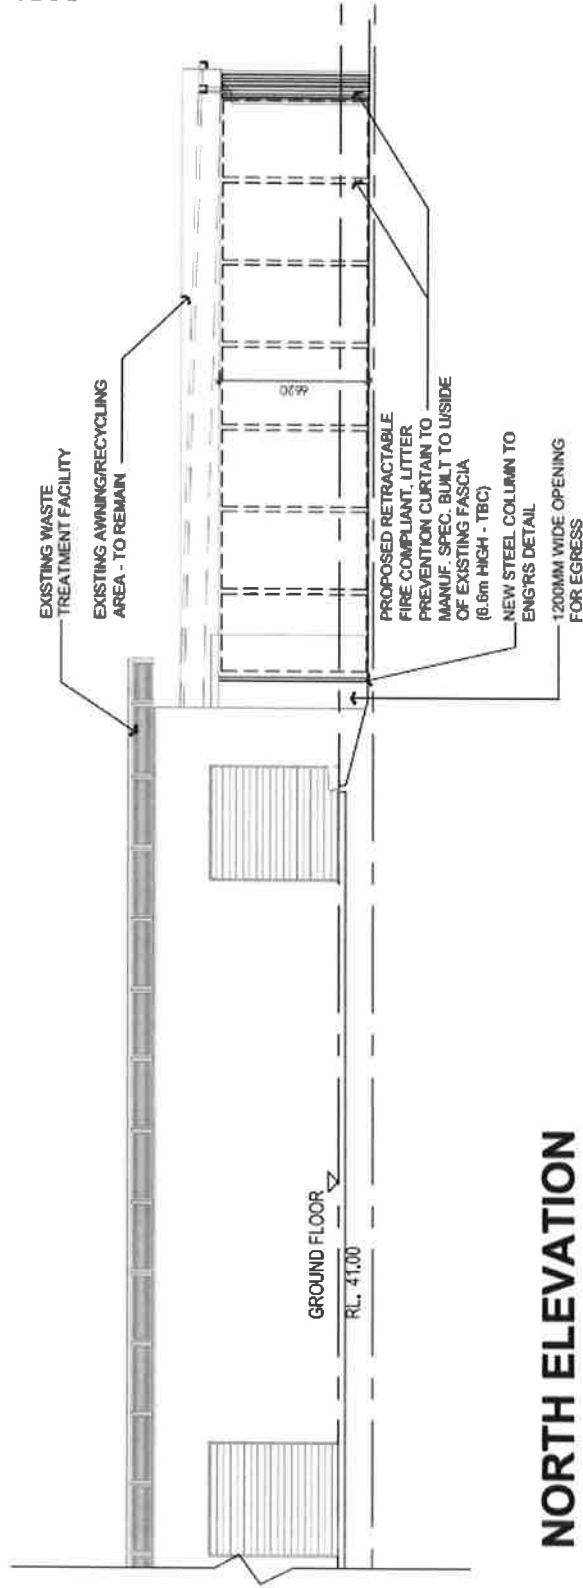 EXISTING WASTE
TREATMENT FACILITY
EXISTING AWNING/RECYCLING
AREA - TO REMAIN
6620
PROPOSED RETRACTABLE
FIRE COMPLIANT, LITTER
PREVENTION CURTAIN TO
MANUF. SPEC. BUILT TO U/SIDE
OF EXISTING FASCIA
(6.6m HIGH - TBC)
NEW STEEL COLUMN TO
ENG'RS DETAIL
1200MM WIDE OPENING
FOR EGRESS
GROUND FLOOR
RL. 41.00
NORTH ELEVATION